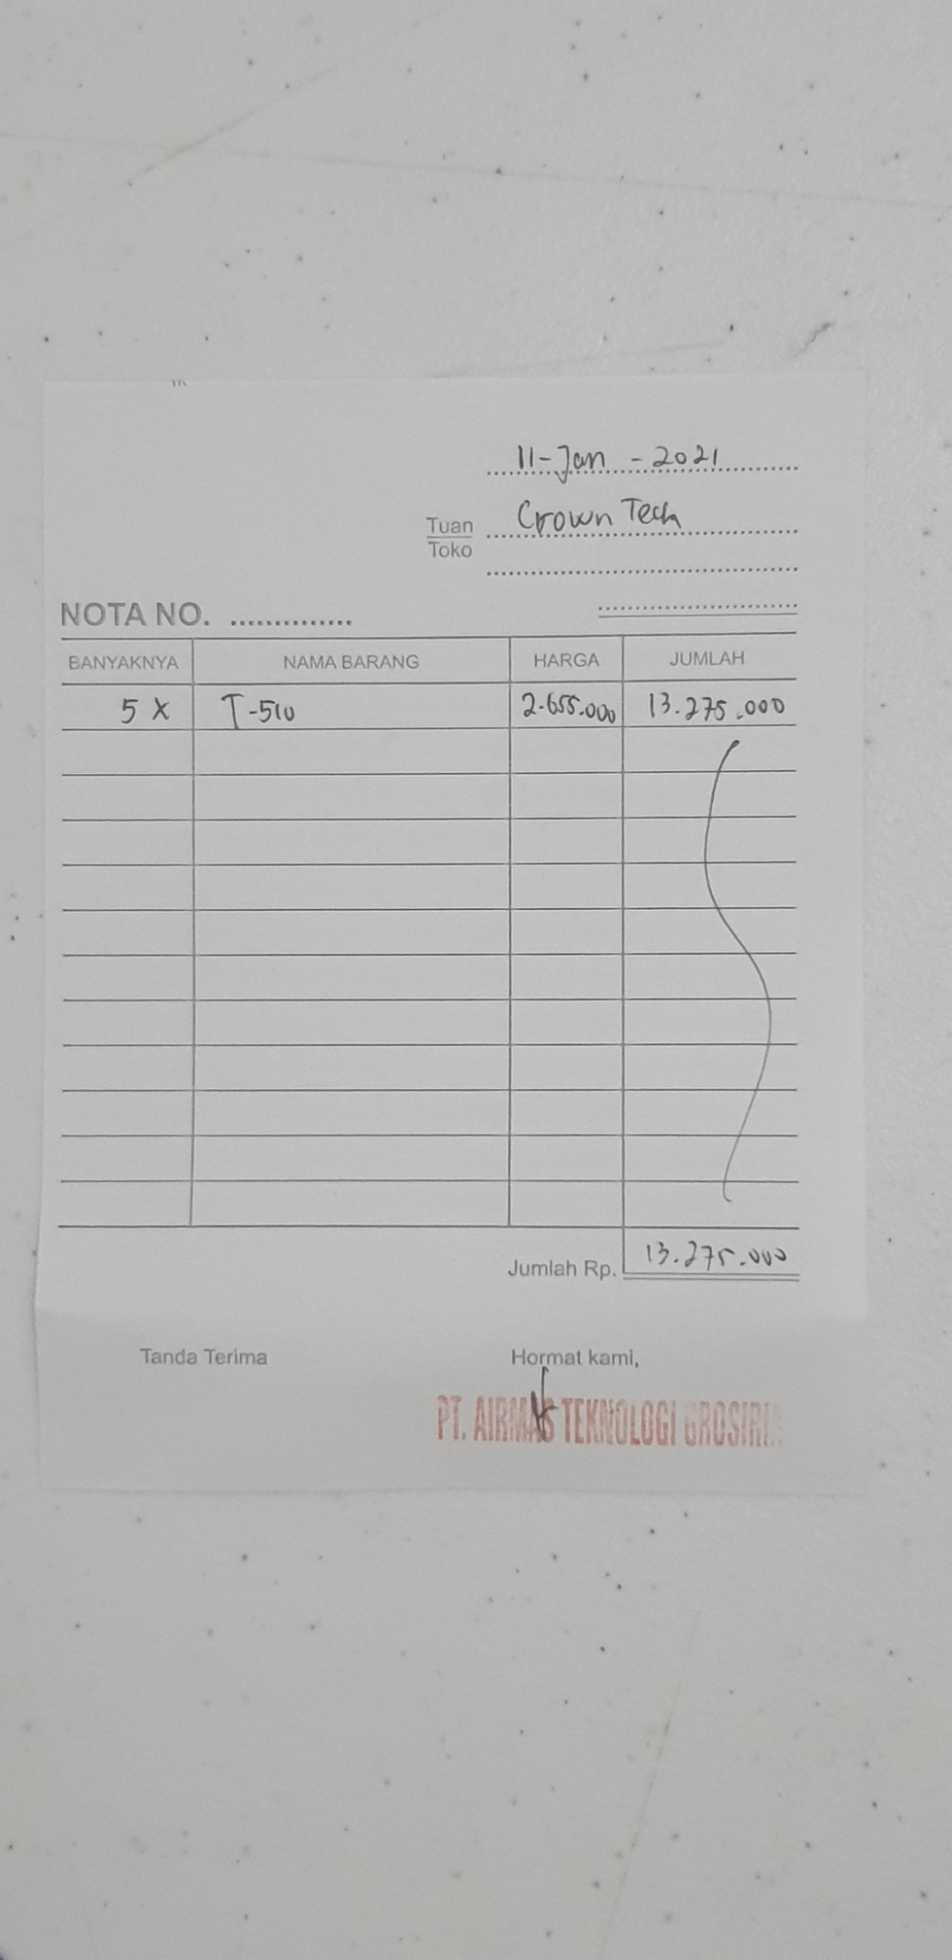 11-Jan-2021
Tuan Crown Tech
Toko
NOTA NO. ..............
BANYAKNYA NAMA BARANG HARGA JUMLAH
5 X T-510 2.655.000 13.275.000
Jumlah Rp. 13.275.000
Tanda Terima Hormat kami,
PT. AIRMAS TEKNOLOGI